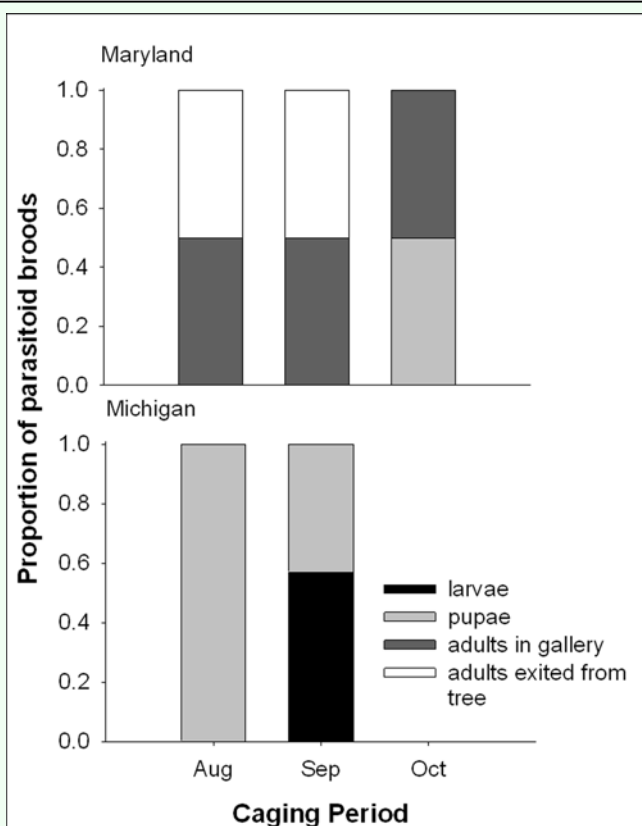 Maryland
1.0
0.8
0.6
0.4
0.2
0.0
Proportion of parasitoid broods
Michigan
1.0
0.8
0.6
0.4
0.2
0.0
larvae
pupae
adults in gallery
adults exited from
tree
Aug Sep Oct
Caging Period